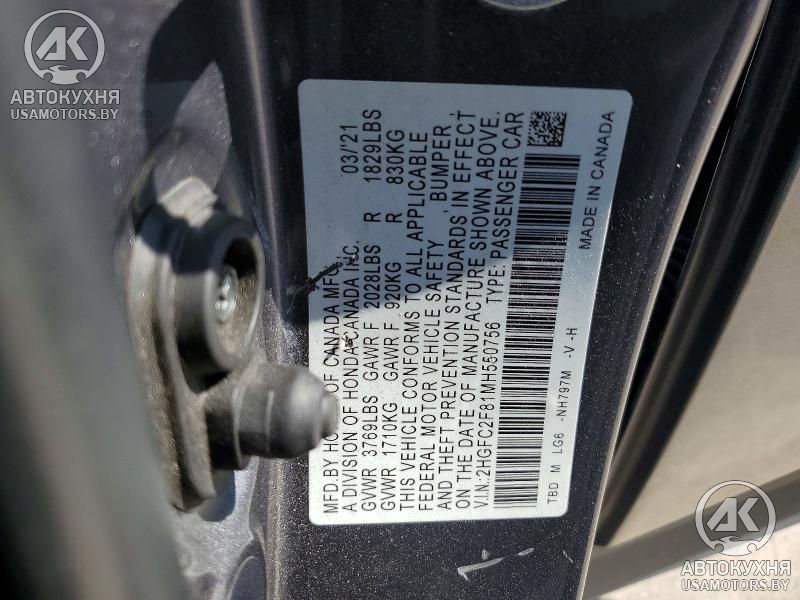 AK
АВТОКУХНЯ
USAMOTORS.BY
MFD.BY HONDA OF CANADA MFG., 03/'21
A DIVISION OF HONDA CANADA INC.
GVWR 3769LBS GAWR F 2028LBS R 1829LBS
GVWR 1710KG GAWR F 920KG R 830KG
THIS VEHICLE CONFORMS TO ALL APPLICABLE
FEDERAL MOTOR VEHICLE SAFETY, BUMPER,
AND THEFT PREVENTION STANDARDS, IN EFFECT
ON THE DATE OF MANUFACTURE SHOWN ABOVE.
V.I.N.:2HGFC2F81MH560756 TYPE: PASSENGER CAR
TBD M LG6 -NH797M -V -H
MADE IN CANADA
AK
АВТОКУХНЯ
USAMOTORS.BY